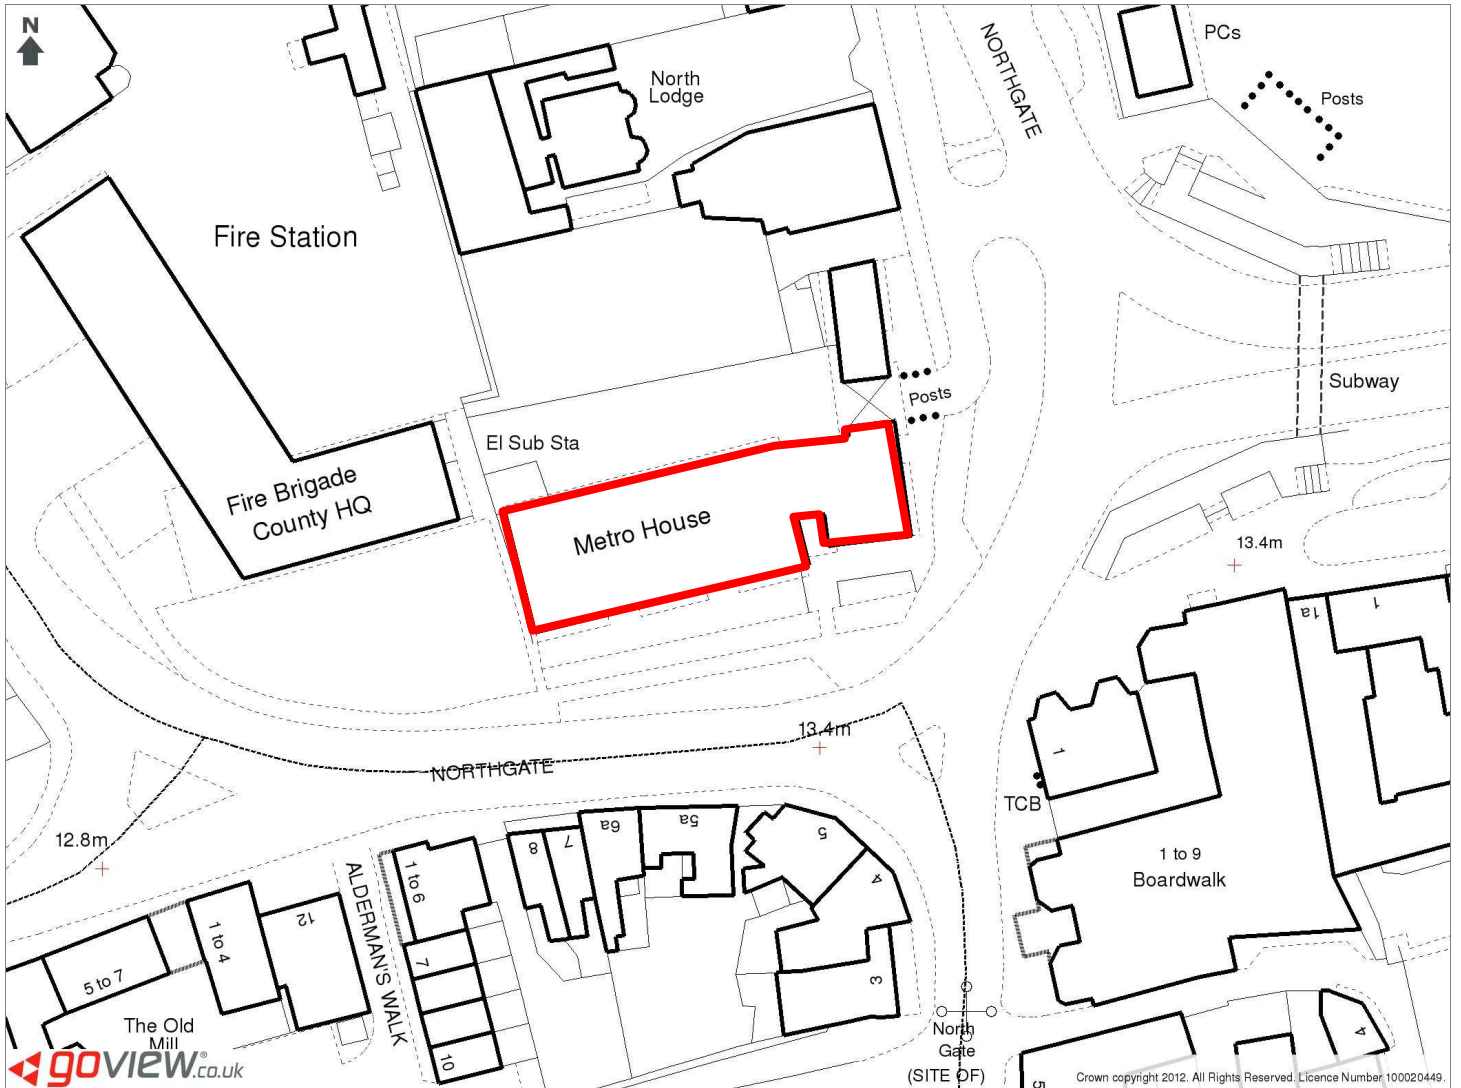 N
PCs
North
Lodge
NORTHGATE
Posts
Fire Station
Subway
Posts
El Sub Sta
Fire Brigade
County HQ
Metro House
13.4m
1a
1
13.4m
1
NORTHGATE
TCB
12.8m
1 to 6
8
7
6a
5a
5
4
1 to 9
Boardwalk
ALDERMAN'S WALK
12
1 to 4
5 to 7
7
3
The Old
Mill
10
North
Gate
(SITE OF)
4
5
goview.co.uk
®
Crown copyright 2012. All Rights Reserved. Licence Number 100020449.